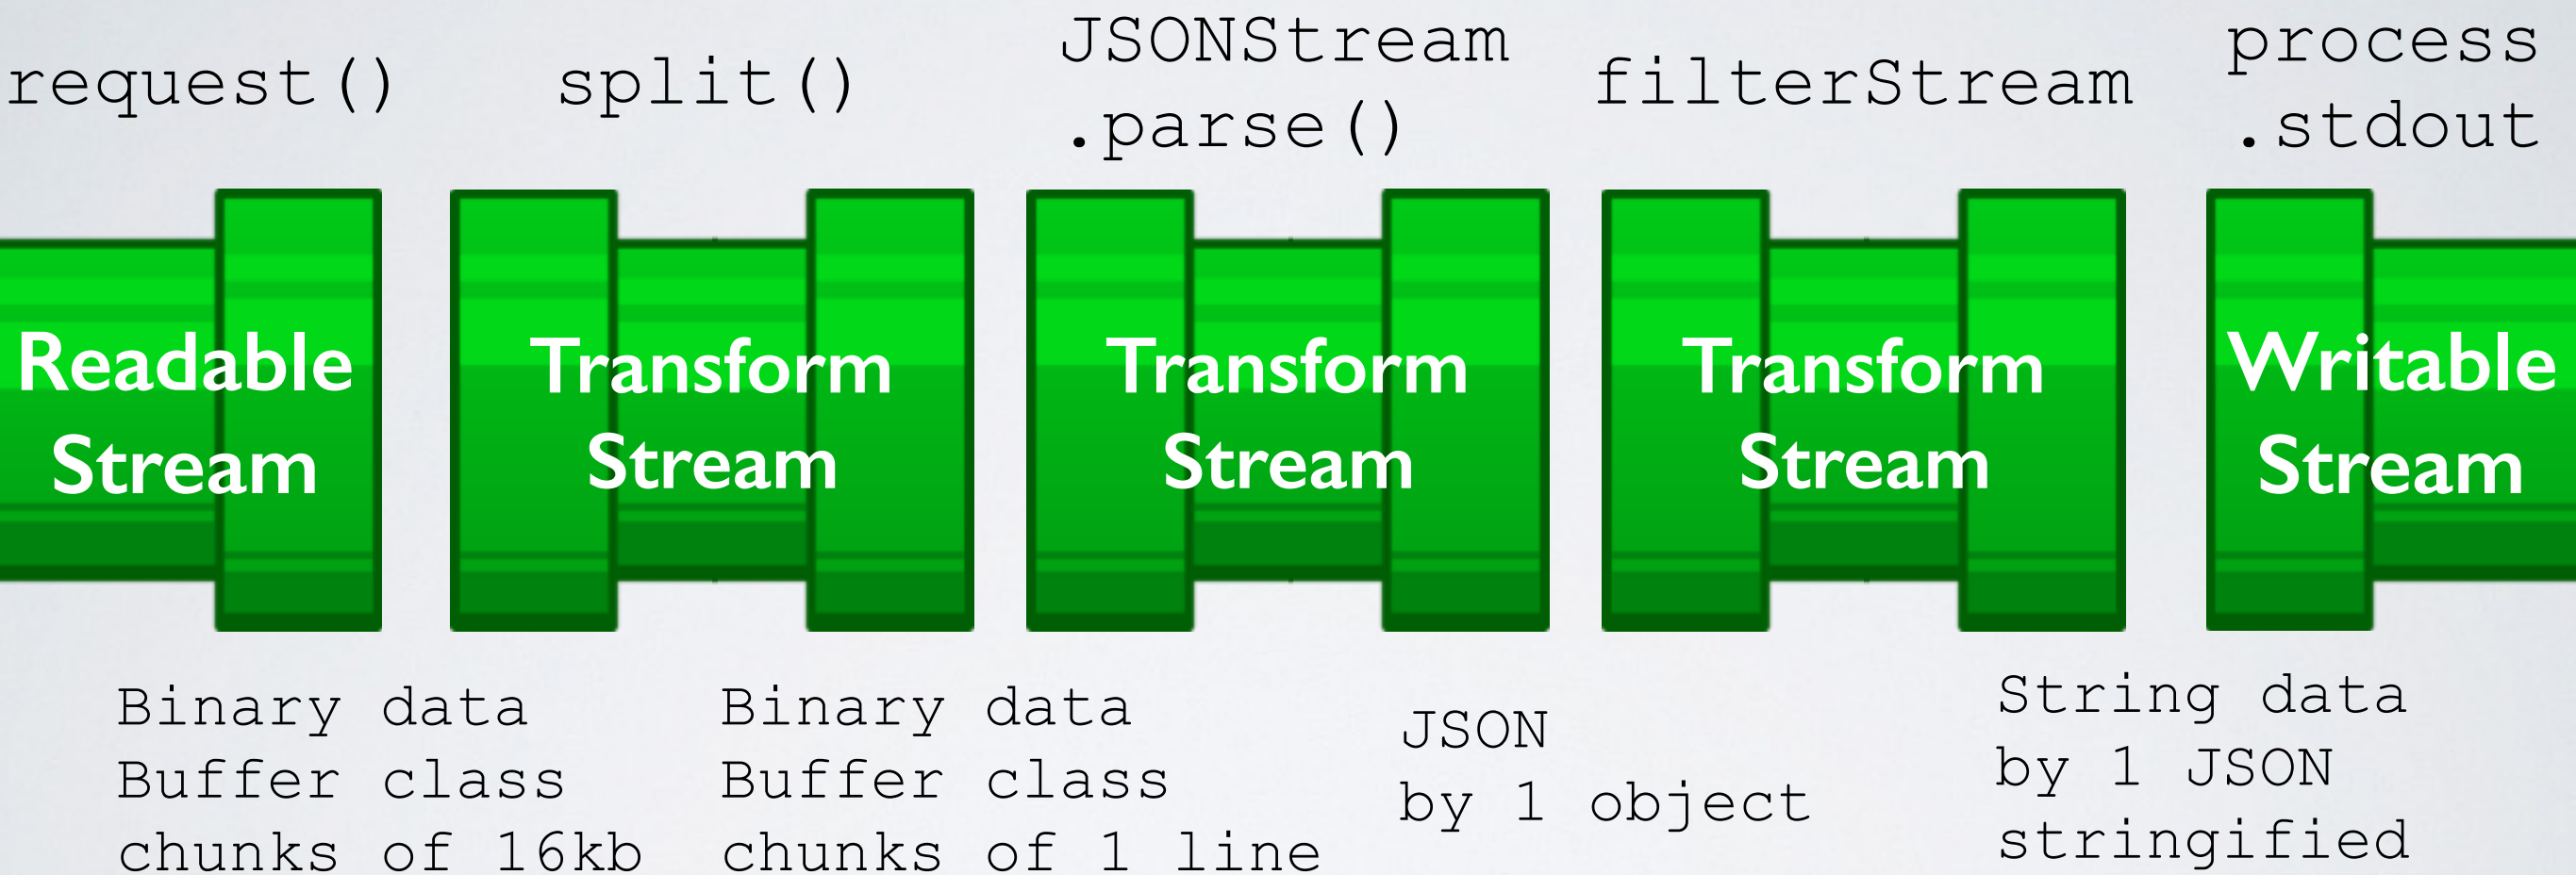 request()
split()
JSONStream
.parse()
filterStream
process
.stdout
Readable
Stream
Transform
Stream
Transform
Stream
Transform
Stream
Writable
Stream
Binary data
Buffer class
chunks of 16kb
Binary data
Buffer class
chunks of 1 line
JSON
by 1 object
String data
by 1 JSON
stringified